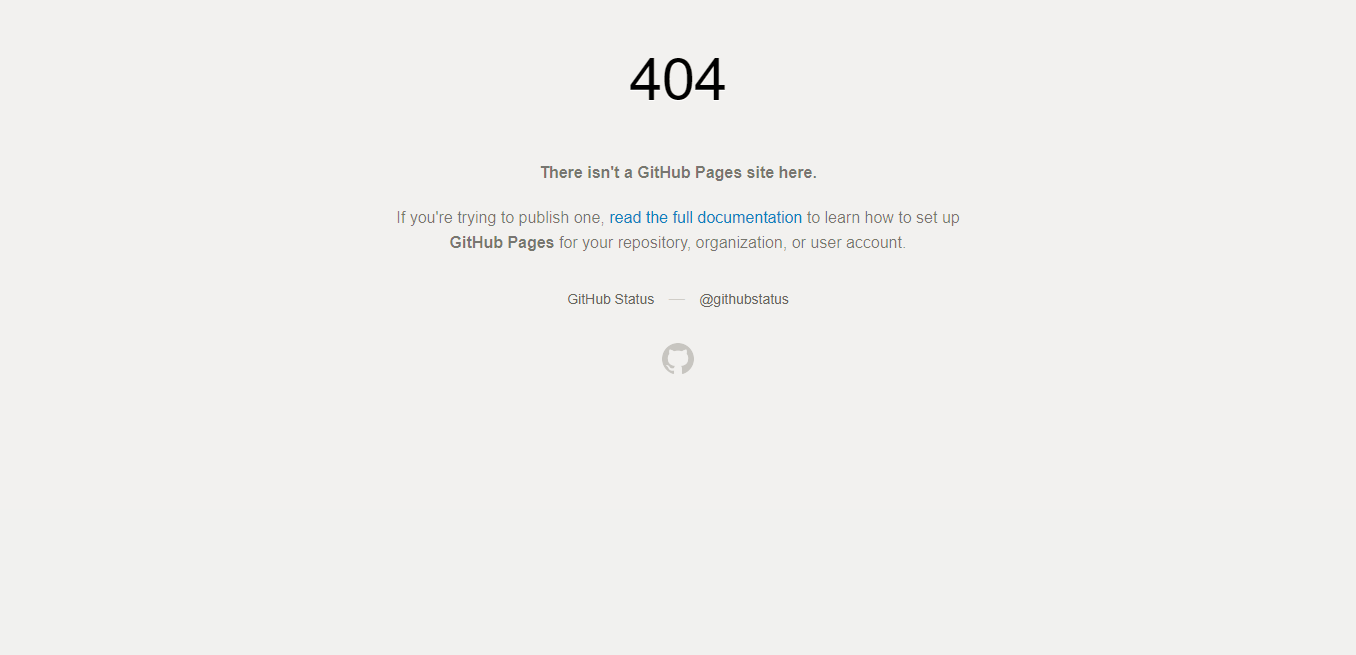 404
There isn't a GitHub Pages site here.
If you're trying to publish one, read the full documentation to learn how to set up
GitHub Pages for your repository, organization, or user account.
GitHub Status — @githubstatus